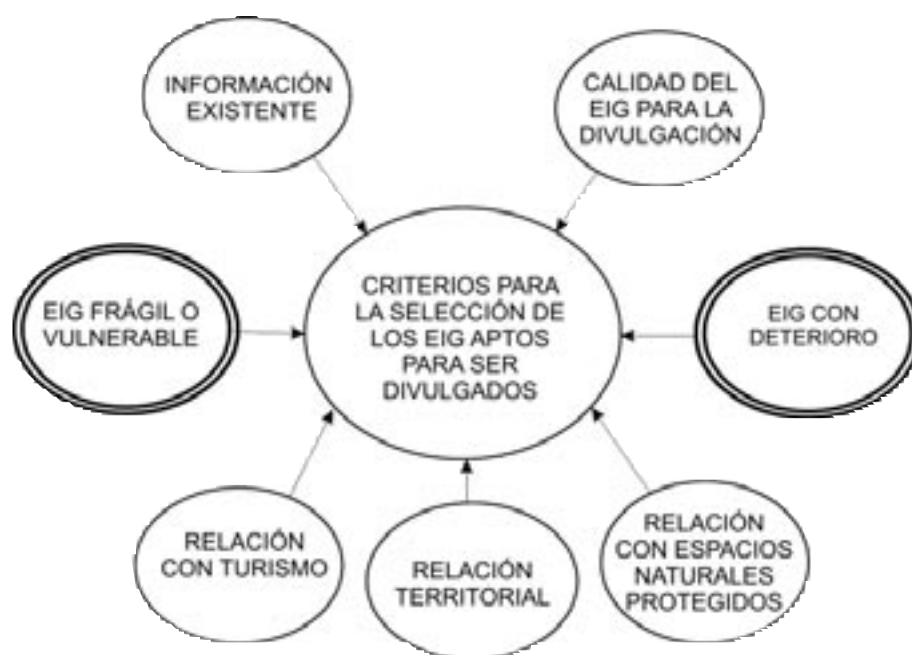 INFORMACIÓN
EXISTENTE
CALIDAD DEL
EIG PARA LA
DIVULGACIÓN
EIG FRÁGIL O
VULNERABLE
CRITERIOS PARA
LA SELECCIÓN DE
LOS EIG APTOS
PARA SER
DIVULGADOS
EIG CON
DETERIORO
RELACIÓN
CON TURISMO
RELACIÓN
TERRITORIAL
RELACIÓN
CON ESPACIOS
NATURALES
PROTEGIDOS